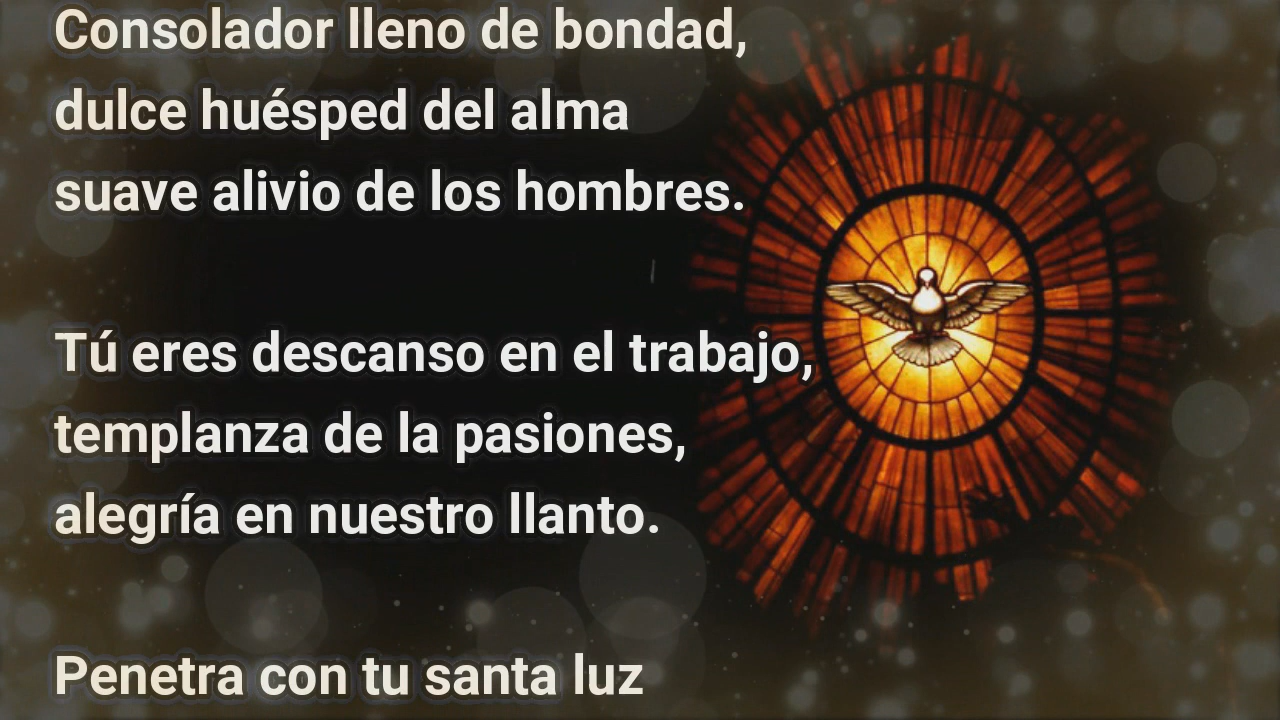 Consolador lleno de bondad,
dulce huésped del alma
suave alivio de los hombres.
Tú eres descanso en el trabajo,
templanza de la pasiones,
alegría en nuestro llanto.
Penetra con tu santa luz